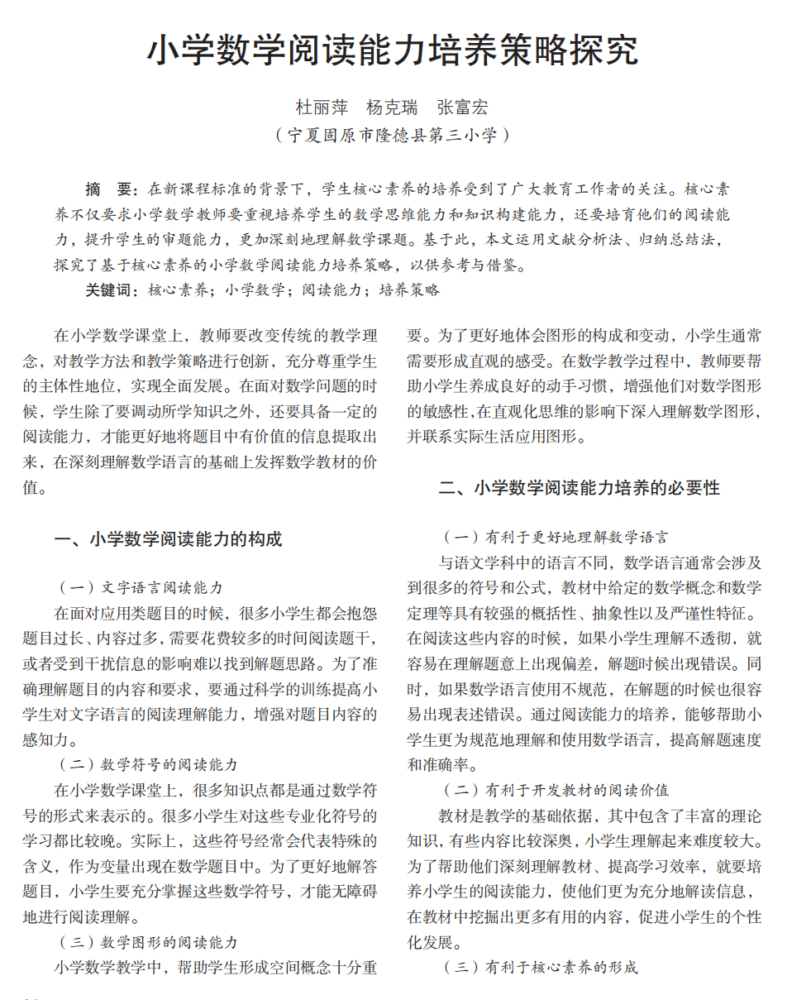 小学数学阅读能力培养策略探究
杜丽萍　杨克瑞　张富宏
（宁夏固原市隆德县第三小学）
摘　要：在新课程标准的背景下，学生核心素养的培养受到了广大教育工作者的关注。核心素
养不仅要求小学数学教师要重视培养学生的数学思维能力和知识构建能力，还要培育他们的阅读能
力，提升学生的审题能力，更加深刻地理解数学课题。基于此，本文运用文献分析法、归纳总结法，
探究了基于核心素养的小学数学阅读能力培养策略，以供参考与借鉴。
关键词：核心素养；小学数学；阅读能力；培养策略
在小学数学课堂上，教师要改变传统的教学理
念，对教学方法和教学策略进行创新，充分尊重学生
的主体性地位，实现全面发展。在面对数学问题的时
候，学生除了要调动所学知识之外，还要具备一定的
阅读能力，才能更好地将题目中有价值的信息提取出
来，在深刻理解数学语言的基础上发挥数学教材的价
值。
一、小学数学阅读能力的构成
（一）文字语言阅读能力
在面对应用类题目的时候，很多小学生都会抱怨
题目过长、内容过多，需要花费较多的时间阅读题干，
或者受到干扰信息的影响难以找到解题思路。为了准
确理解题目的内容和要求，要通过科学的训练提高小
学生对文字语言的阅读理解能力，增强对题目内容的
感知力。
（二）数学符号的阅读能力
在小学数学课堂上，很多知识点都是通过数学符
号的形式来表示的。很多小学生对这些专业化符号的
学习都比较晚。实际上，这些符号经常会代表特殊的
含义，作为变量出现在数学题目中。为了更好地解答
题目，小学生要充分掌握这些数学符号，才能无障碍
地进行阅读理解。
（三）数学图形的阅读能力
小学数学教学中，帮助学生形成空间概念十分重
要。为了更好地体会图形的构成和变动，小学生通常
需要形成直观的感受。在数学教学过程中，教师要帮
助小学生养成良好的动手习惯，增强他们对数学图形
的敏感性，在直观化思维的影响下深入理解数学图形，
并联系实际生活应用图形。
二、小学数学阅读能力培养的必要性
（一）有利于更好地理解数学语言
与语文学科中的语言不同，数学语言通常会涉及
到很多的符号和公式，教材中给定的数学概念和数学
定理等具有较强的概括性、抽象性以及严谨性特征。
在阅读这些内容的时候，如果小学生理解不透彻，就
容易在理解题意上出现偏差，解题时候出现错误。同
时，如果数学语言使用不规范，在解题的时候也很容
易出现表述错误。通过阅读能力的培养，能够帮助小
学生更为规范地理解和使用数学语言，提高解题速度
和准确率。
（二）有利于开发教材的阅读价值
教材是教学的基础依据，其中包含了丰富的理论
知识，有些内容比较深奥，小学生理解起来难度较大。
为了帮助他们深刻理解教材、提高学习效率，就要培
养小学生的阅读能力，使他们更为充分地解读信息，
在教材中挖掘出更多有用的内容，促进小学生的个性
化发展。
（三）有利于核心素养的形成